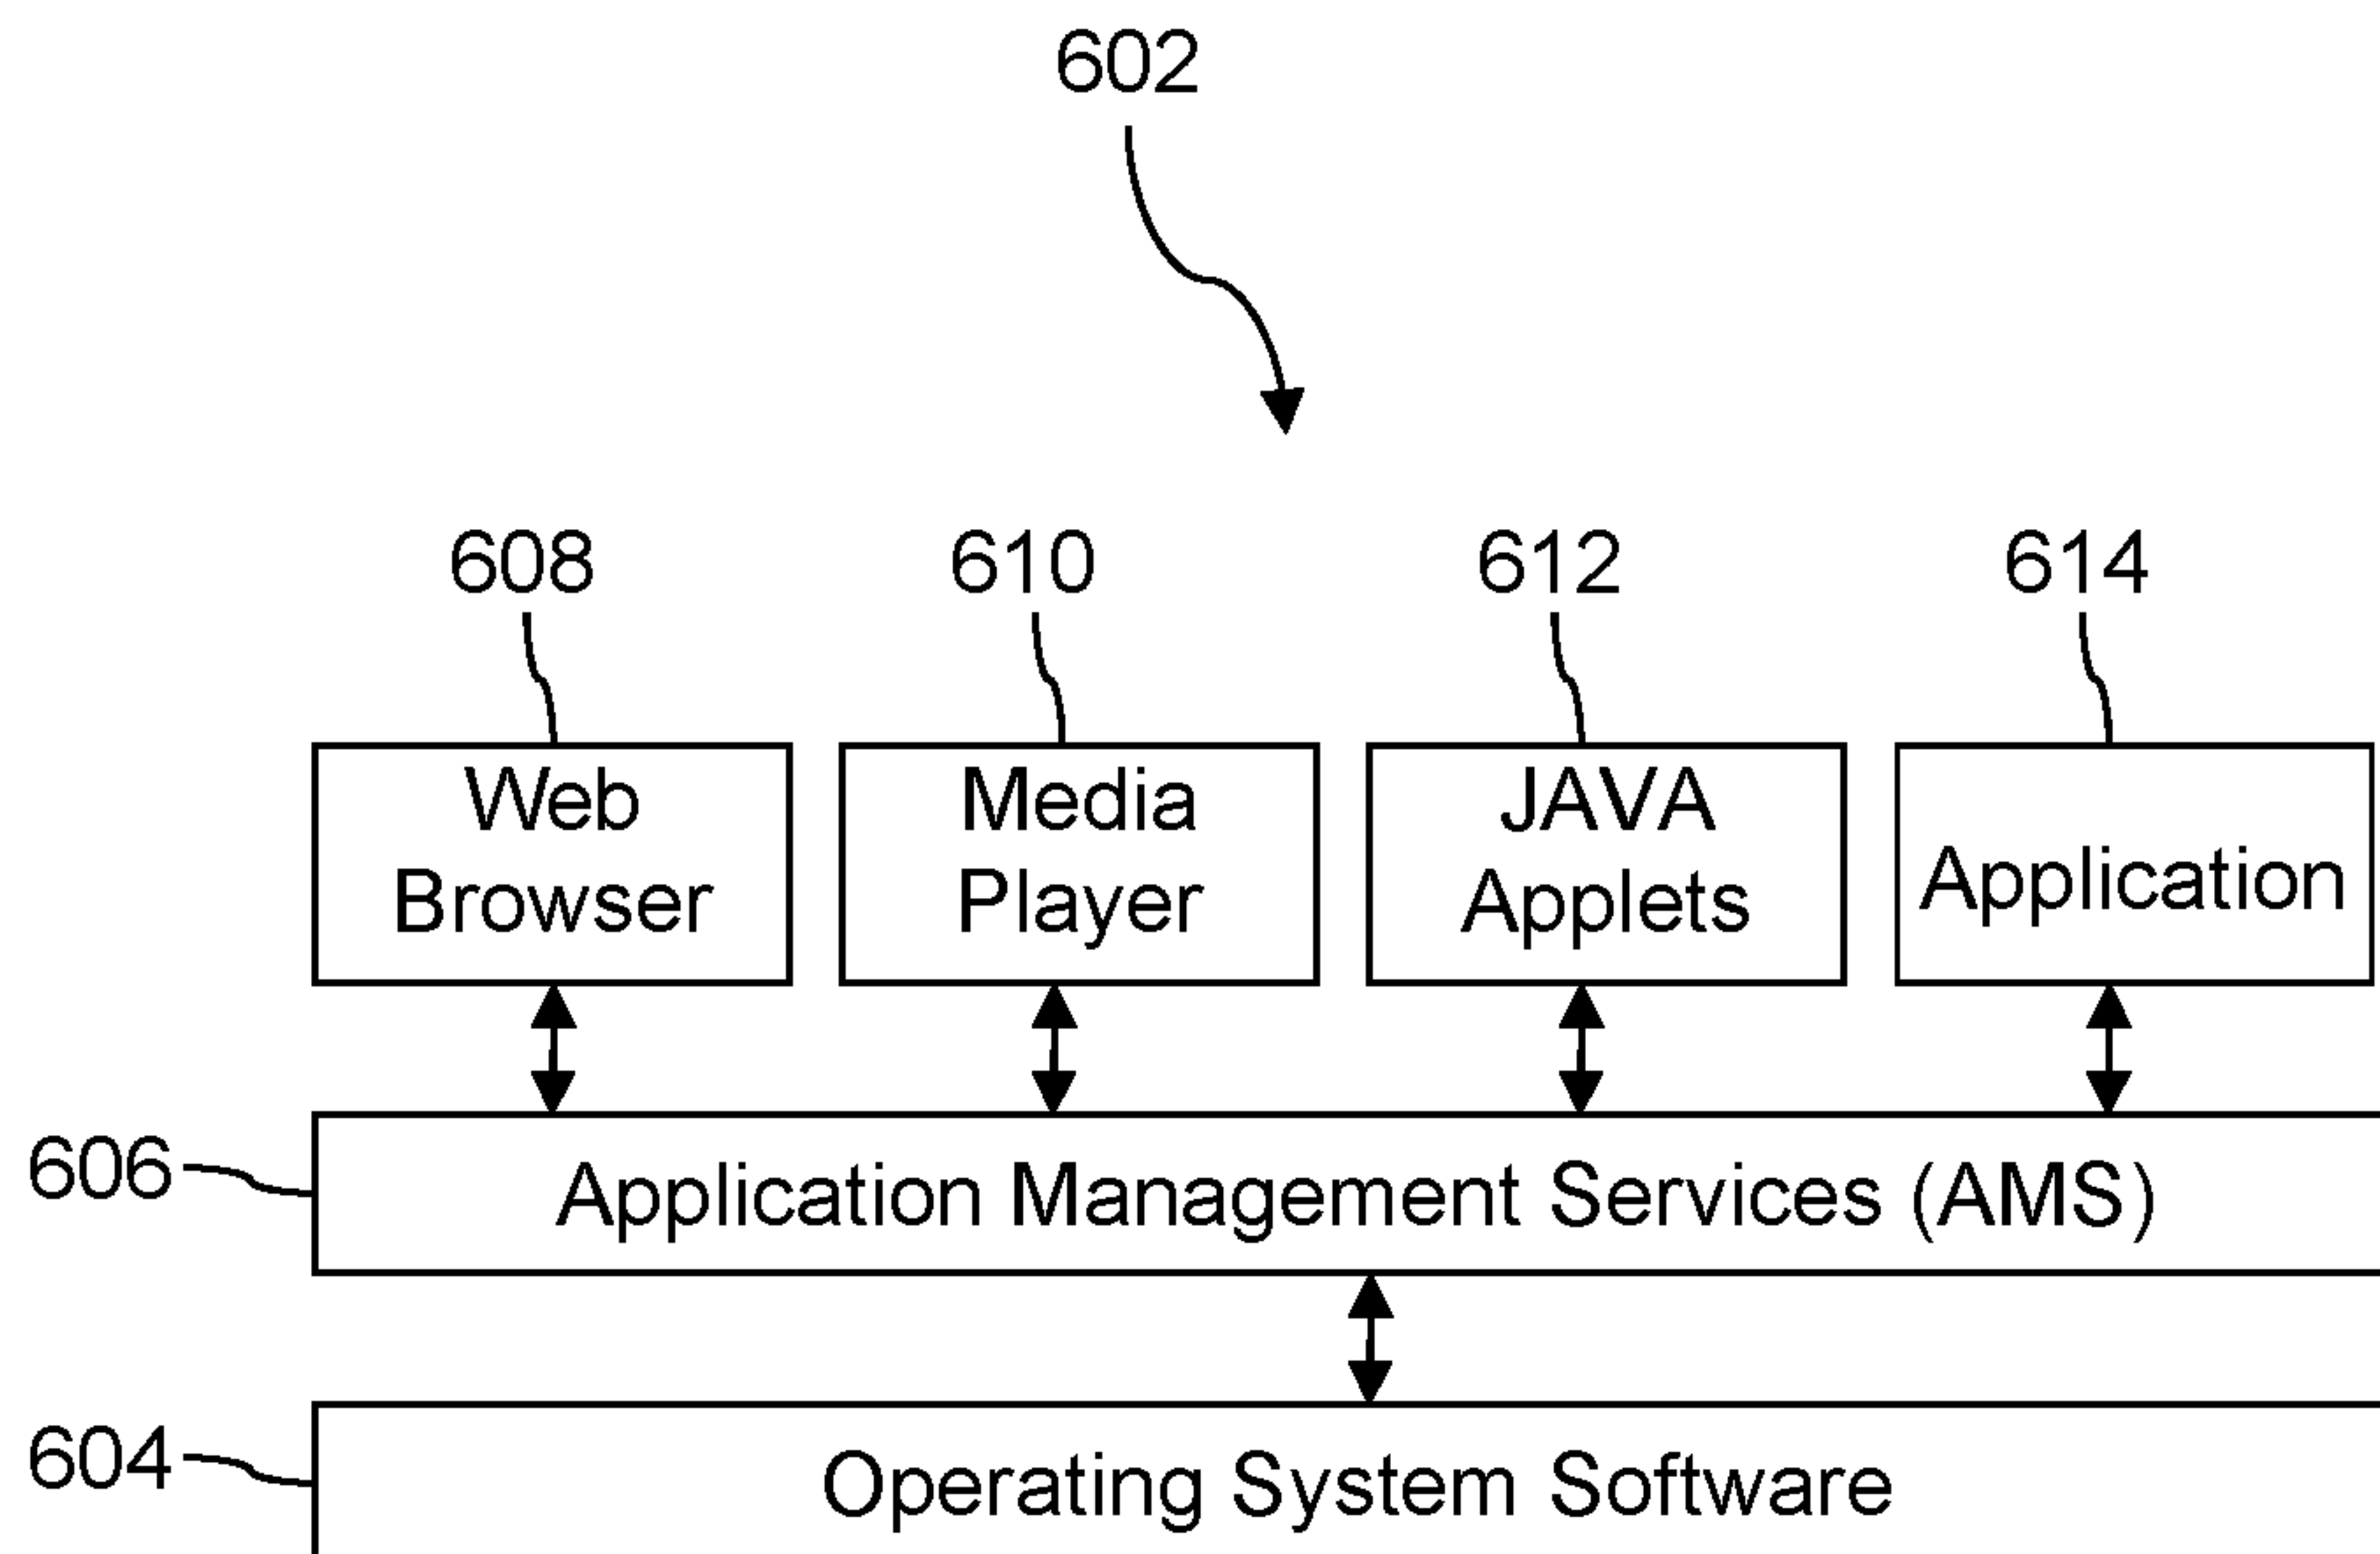 602
608
610
612
614
Web
Browser
Media
Player
JAVA
Applets
Application
606
Application Management Services (AMS)
604
Operating System Software